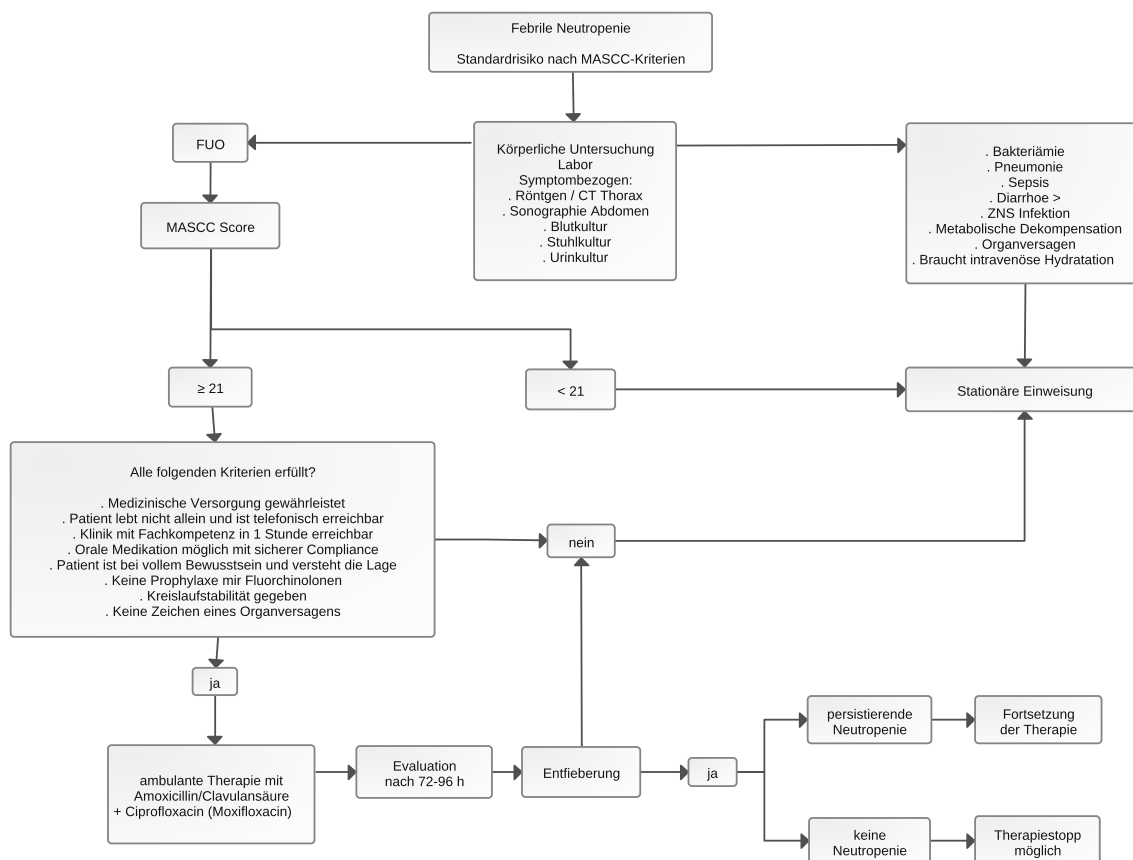 Febrile Neutropenie
Standardrisiko nach MASCC-Kriterien
FUO
Körperliche Untersuchung
Labor
Symptombezogen:
. Röntgen / CT Thorax
. Sonographie Abdomen
. Blutkultur
. Stuhlkultur
. Urinkultur
. Bakteriämie
. Pneumonie
. Sepsis
. Diarrhoe >
. ZNS Infektion
. Metabolische Dekompensation
. Organversagen
. Braucht intravenöse Hydratation
MASCC Score
≥ 21
< 21
Stationäre Einweisung
Alle folgenden Kriterien erfüllt?
. Medizinische Versorgung gewährleistet
. Patient lebt nicht allein und ist telefonisch erreichbar
. Klinik mit Fachkompetenz in 1 Stunde erreichbar
. Orale Medikation möglich mit sicherer Compliance
. Patient ist bei vollem Bewusstsein und versteht die Lage
. Keine Prophylaxe mir Fluorchinolonen
. Kreislaufstabilität gegeben
. Keine Zeichen eines Organversagens
nein
ja
ambulante Therapie mit
Amoxicillin/Clavulansäure
+ Ciprofloxacin (Moxifloxacin)
Evaluation
nach 72-96 h
Entfieberung
ja
persistierende
Neutropenie
Fortsetzung
der Therapie
keine
Neutropenie
Therapiestopp
möglich